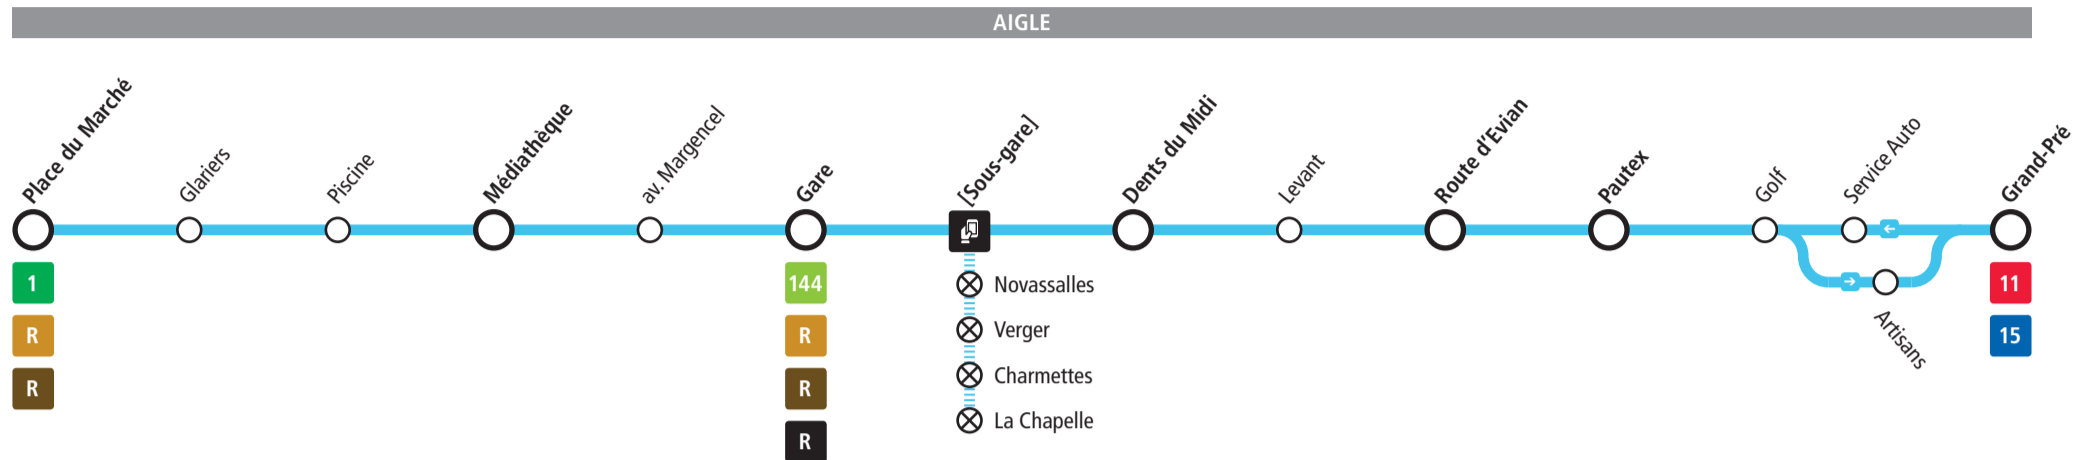 AIGLE
Place du Marché
Glariers
Piscine
Médiathèque
av. Margencel
Gare
[Sous-gare]
Dents du Midi
Levant
Route d'Evian
Pautex
Golf
Service Auto
Grand-Pré
Artisans
1
R
R
144
R
R
R
Novassalles
Verger
Charmettes
La Chapelle
11
15